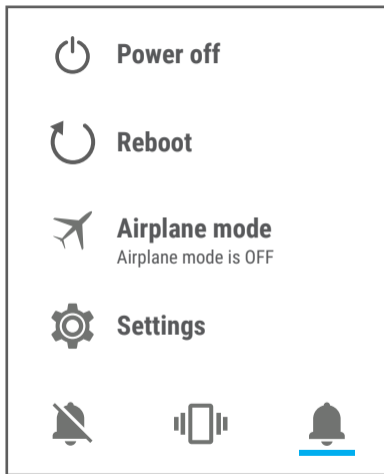 Power off
Reboot
Airplane mode
Airplane mode is OFF
Settings